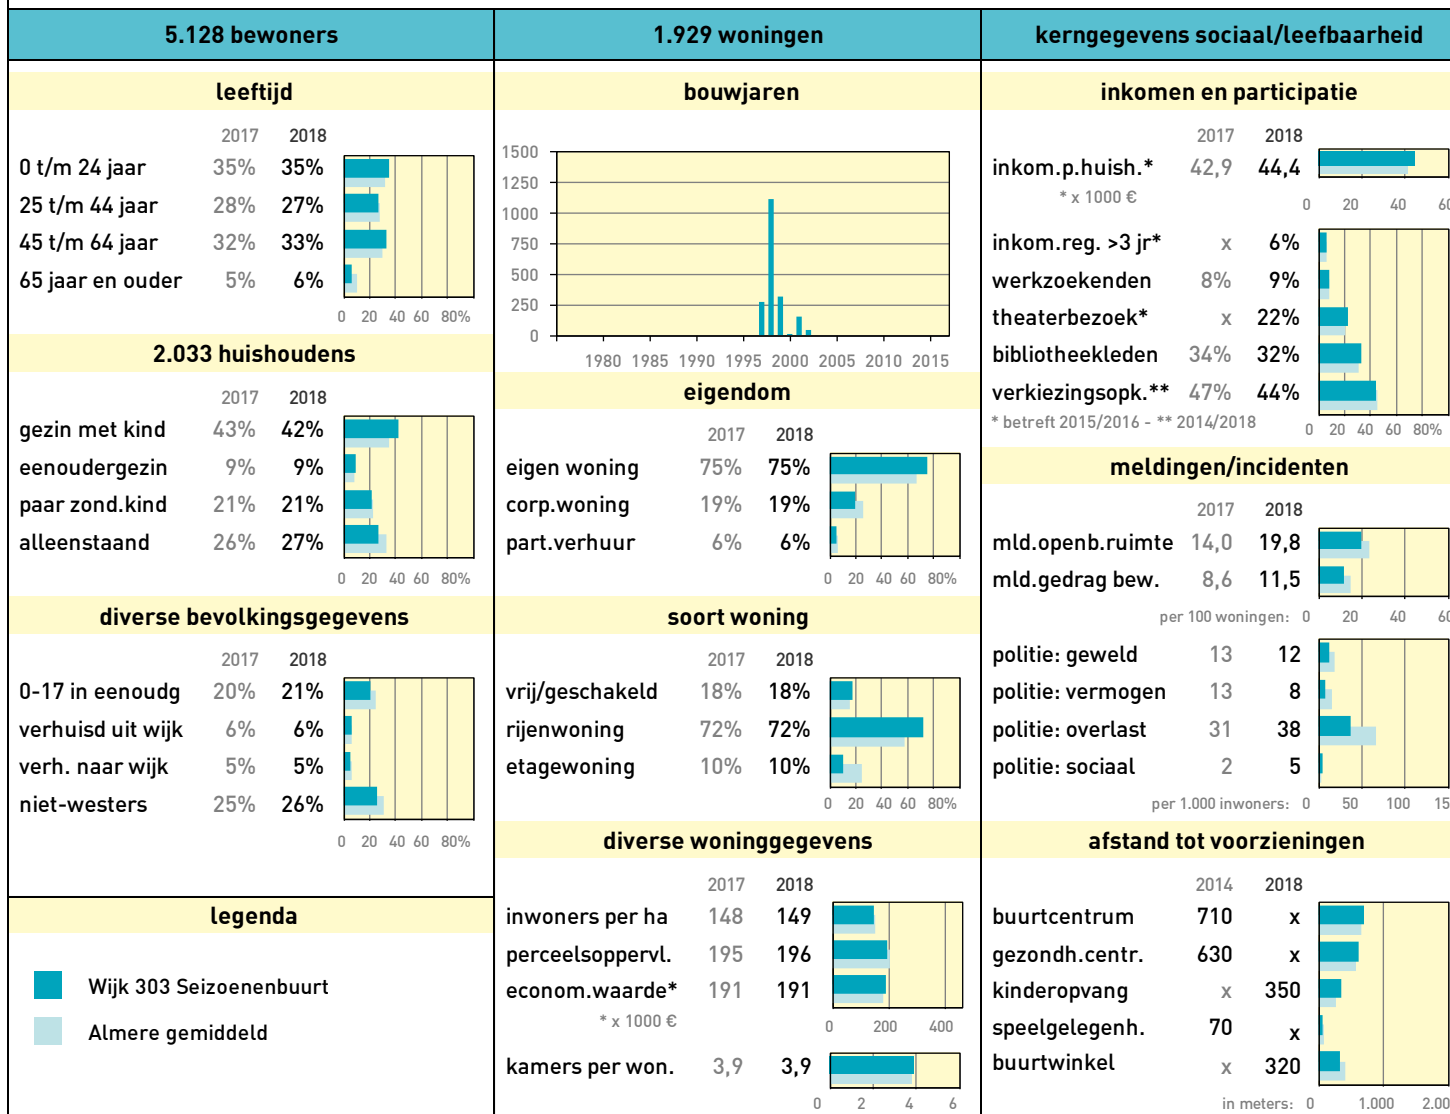 5.128 bewoners
leeftijd
2017 2018
0 t/m 24 jaar 35% 35%
25 t/m 44 jaar 28% 27%
45 t/m 64 jaar 32% 33%
65 jaar en ouder 5% 6%
0 20 40 60 80%
2.033 huishoudens
2017 2018
gezin met kind 43% 42%
eenoudergezin 9% 9%
paar zond.kind 21% 21%
alleenstaand 26% 27%
0 20 40 60 80%
diverse bevolkingsgegevens
2017 2018
0-17 in eenoudg 20% 21%
verhuisd uit wijk 6% 6%
verh. naar wijk 5% 5%
niet-westers 25% 26%
0 20 40 60 80%
legenda
Wijk 303 Seizoenenbuurt
Almere gemiddeld
1.929 woningen
bouwjaren
1500
1250
1000
750
500
250
0
1980 1985 1990 1995 2000 2005 2010 2015
eigendom
2017 2018
eigen woning 75% 75%
corp.woning 19% 19%
part.verhuur 6% 6%
0 20 40 60 80%
soort woning
2017 2018
vrij/geschakeld 18% 18%
rijenwoning 72% 72%
etagewoning 10% 10%
0 20 40 60 80%
diverse woninggegevens
2017 2018
inwoners per ha 148 149
perceelsoppervl. 195 196
econom.waarde* 191 191
* x 1000 €
0 200 400
kamers per won. 3,9 3,9
0 2 4 6
kerngegevens sociaal/leefbaarheid
inkomen en participatie
2017 2018
inkom.p.huish.* 42,9 44,4
* x 1000 €
0 20 40 60
inkom.reg. >3 jr* x 6%
werkzoekenden 8% 9%
theaterbezoek* x 22%
bibliotheekleden 34% 32%
verkiezingsopk.** 47% 44%
* betreft 2015/2016 - ** 2014/2018
0 20 40 60 80%
meldingen/incidenten
2017 2018
mld.openb.ruimte 14,0 19,8
mld.gedrag bew. 8,6 11,5
per 100 woningen: 0 20 40 60
politie: geweld 13 12
politie: vermogen 13 8
politie: overlast 31 38
politie: sociaal 2 5
per 1.000 inwoners: 0 50 100 15
afstand tot voorzieningen
2014 2018
buurtcentrum 710 x
gezondh.centr. 630 x
kinderopvang x 350
speelgelegenh. 70 x
buurtwinkel x 320
in meters: 0 1.000 2.00